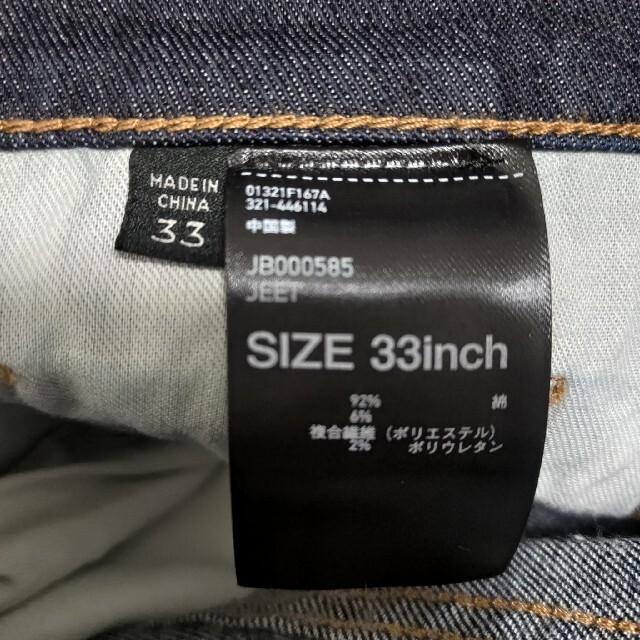 MADE IN
CHINA
33
01321F167A
321-446114
中国製
JB000585
JEET
SIZE 33inch
92% 綿
6%
複合繊維(ポリエステル)
2% ポリウレタン